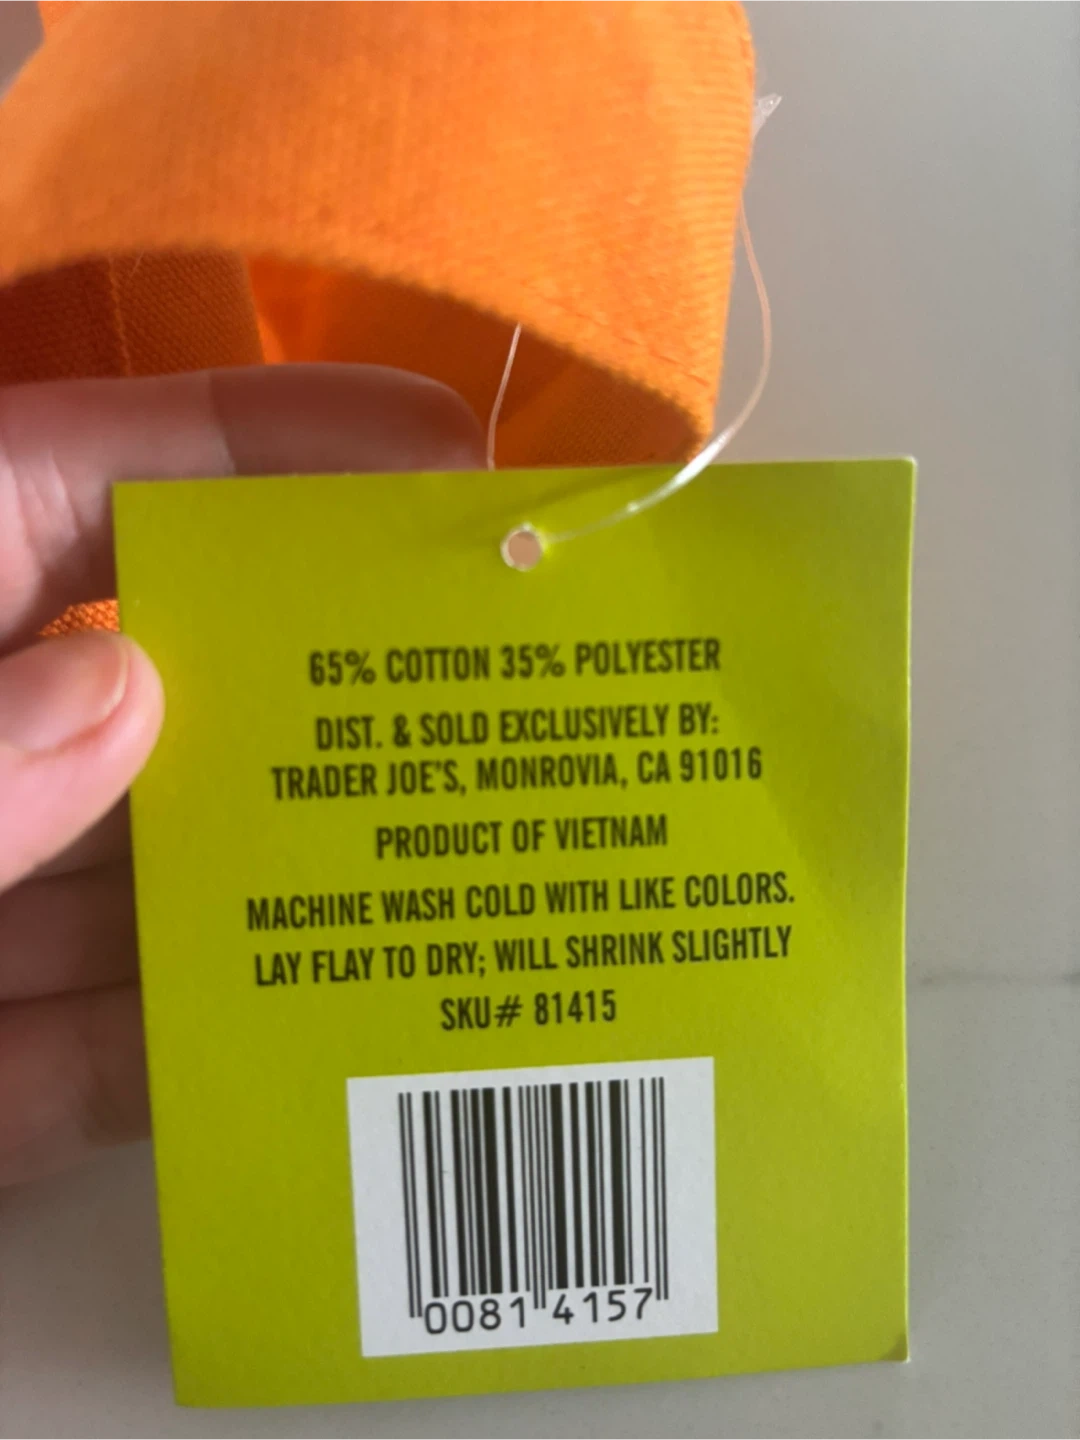 65% COTTON 35% POLYESTER
DIST. & SOLD EXCLUSIVELY BY:
TRADER JOE'S, MONROVIA, CA 91016
PRODUCT OF VIETNAM
MACHINE WASH COLD WITH LIKE COLORS.
LAY FLAY TO DRY; WILL SHRINK SLIGHTLY
SKU# 81415
0081 4157